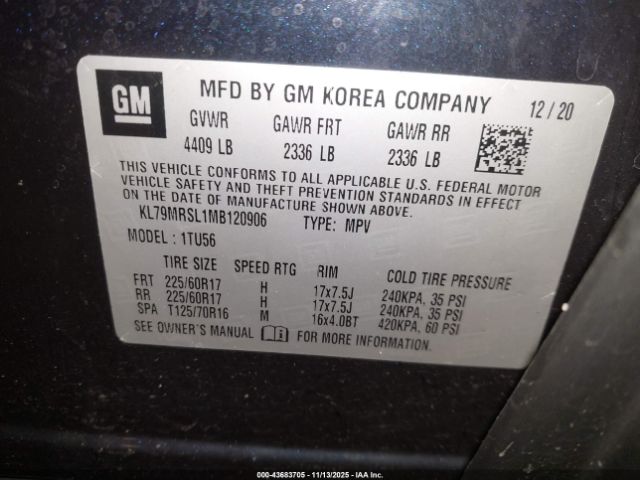 GM
MFD BY GM KOREA COMPANY 12/20
GVWR GAWR FRT GAWR RR
4409 LB 2336 LB 2336 LB
THIS VEHICLE CONFORMS TO ALL APPLICABLE U.S. FEDERAL MOTOR
VEHICLE SAFETY AND THEFT PREVENTION STANDARDS IN EFFECT
ON THE DATE OF MANUFACTURE SHOWN ABOVE.
KL79MRSL1MB120906 TYPE: MPV
MODEL: 1TU56
TIRE SIZE SPEED RTG RIM COLD TIRE PRESSURE
FRT 225/60R17 H 17x7.5J 240KPA, 35 PSI
RR 225/60R17 H 17x7.5J 240KPA, 35 PSI
SPA T125/70R16 M 16x4.0BT 420KPA, 60 PSI
SEE OWNER'S MANUAL FOR MORE INFORMATION.
000-43683705 - 11/13/2025 - IAA Inc.